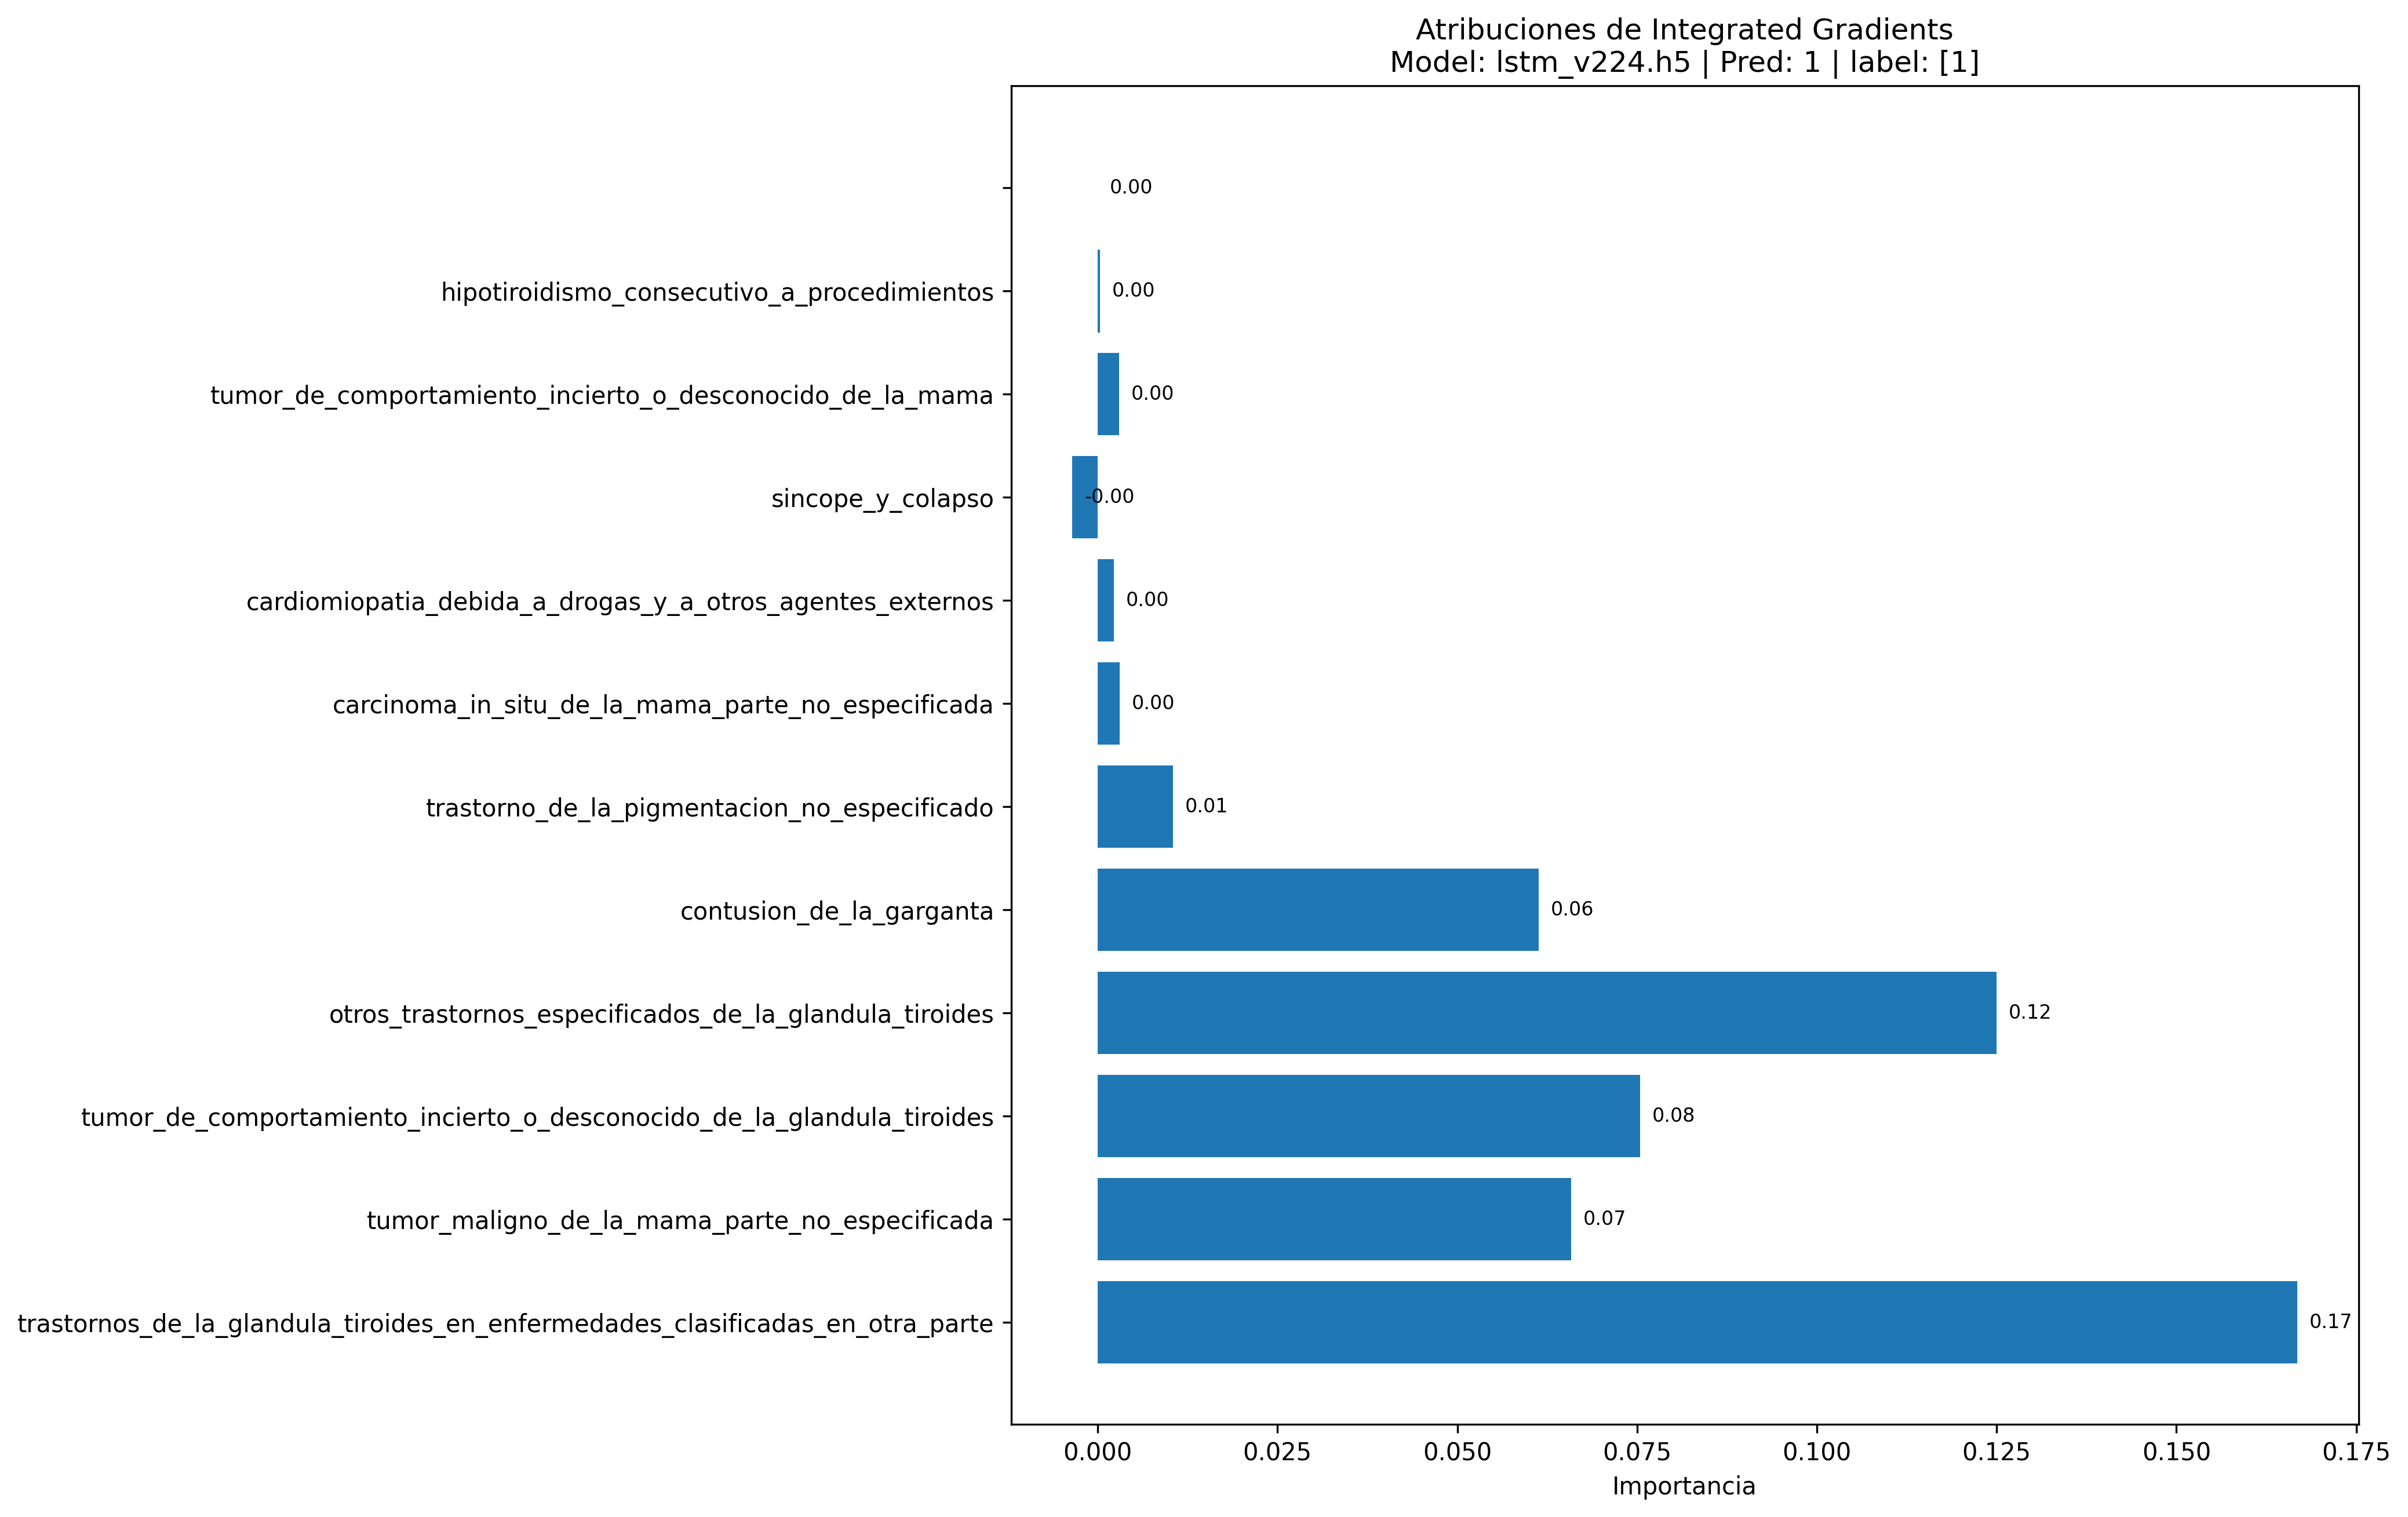 Atribuciones de Integrated Gradients
Model: lstm_v224.h5 | Pred: 1 | label: [1]
0.00
hipotiroidismo_consecutivo_a_procedimientos 0.00
tumor_de_comportamiento_incierto_o_desconocido_de_la_mama 0.00
sincope_y_colapso -0.00
cardiomiopatia_debida_a_drogas_y_a_otros_agentes_externos 0.00
carcinoma_in_situ_de_la_mama_parte_no_especificada 0.00
trastorno_de_la_pigmentacion_no_especificado 0.01
contusion_de_la_garganta 0.06
otros_trastornos_especificados_de_la_glandula_tiroides 0.12
tumor_de_comportamiento_incierto_o_desconocido_de_la_glandula_tiroides 0.08
tumor_maligno_de_la_mama_parte_no_especificada 0.07
trastornos_de_la_glandula_tiroides_en_enfermedades_clasificadas_en_otra_parte 0.17
0.000 0.025 0.050 0.075 0.100 0.125 0.150 0.175
Importancia